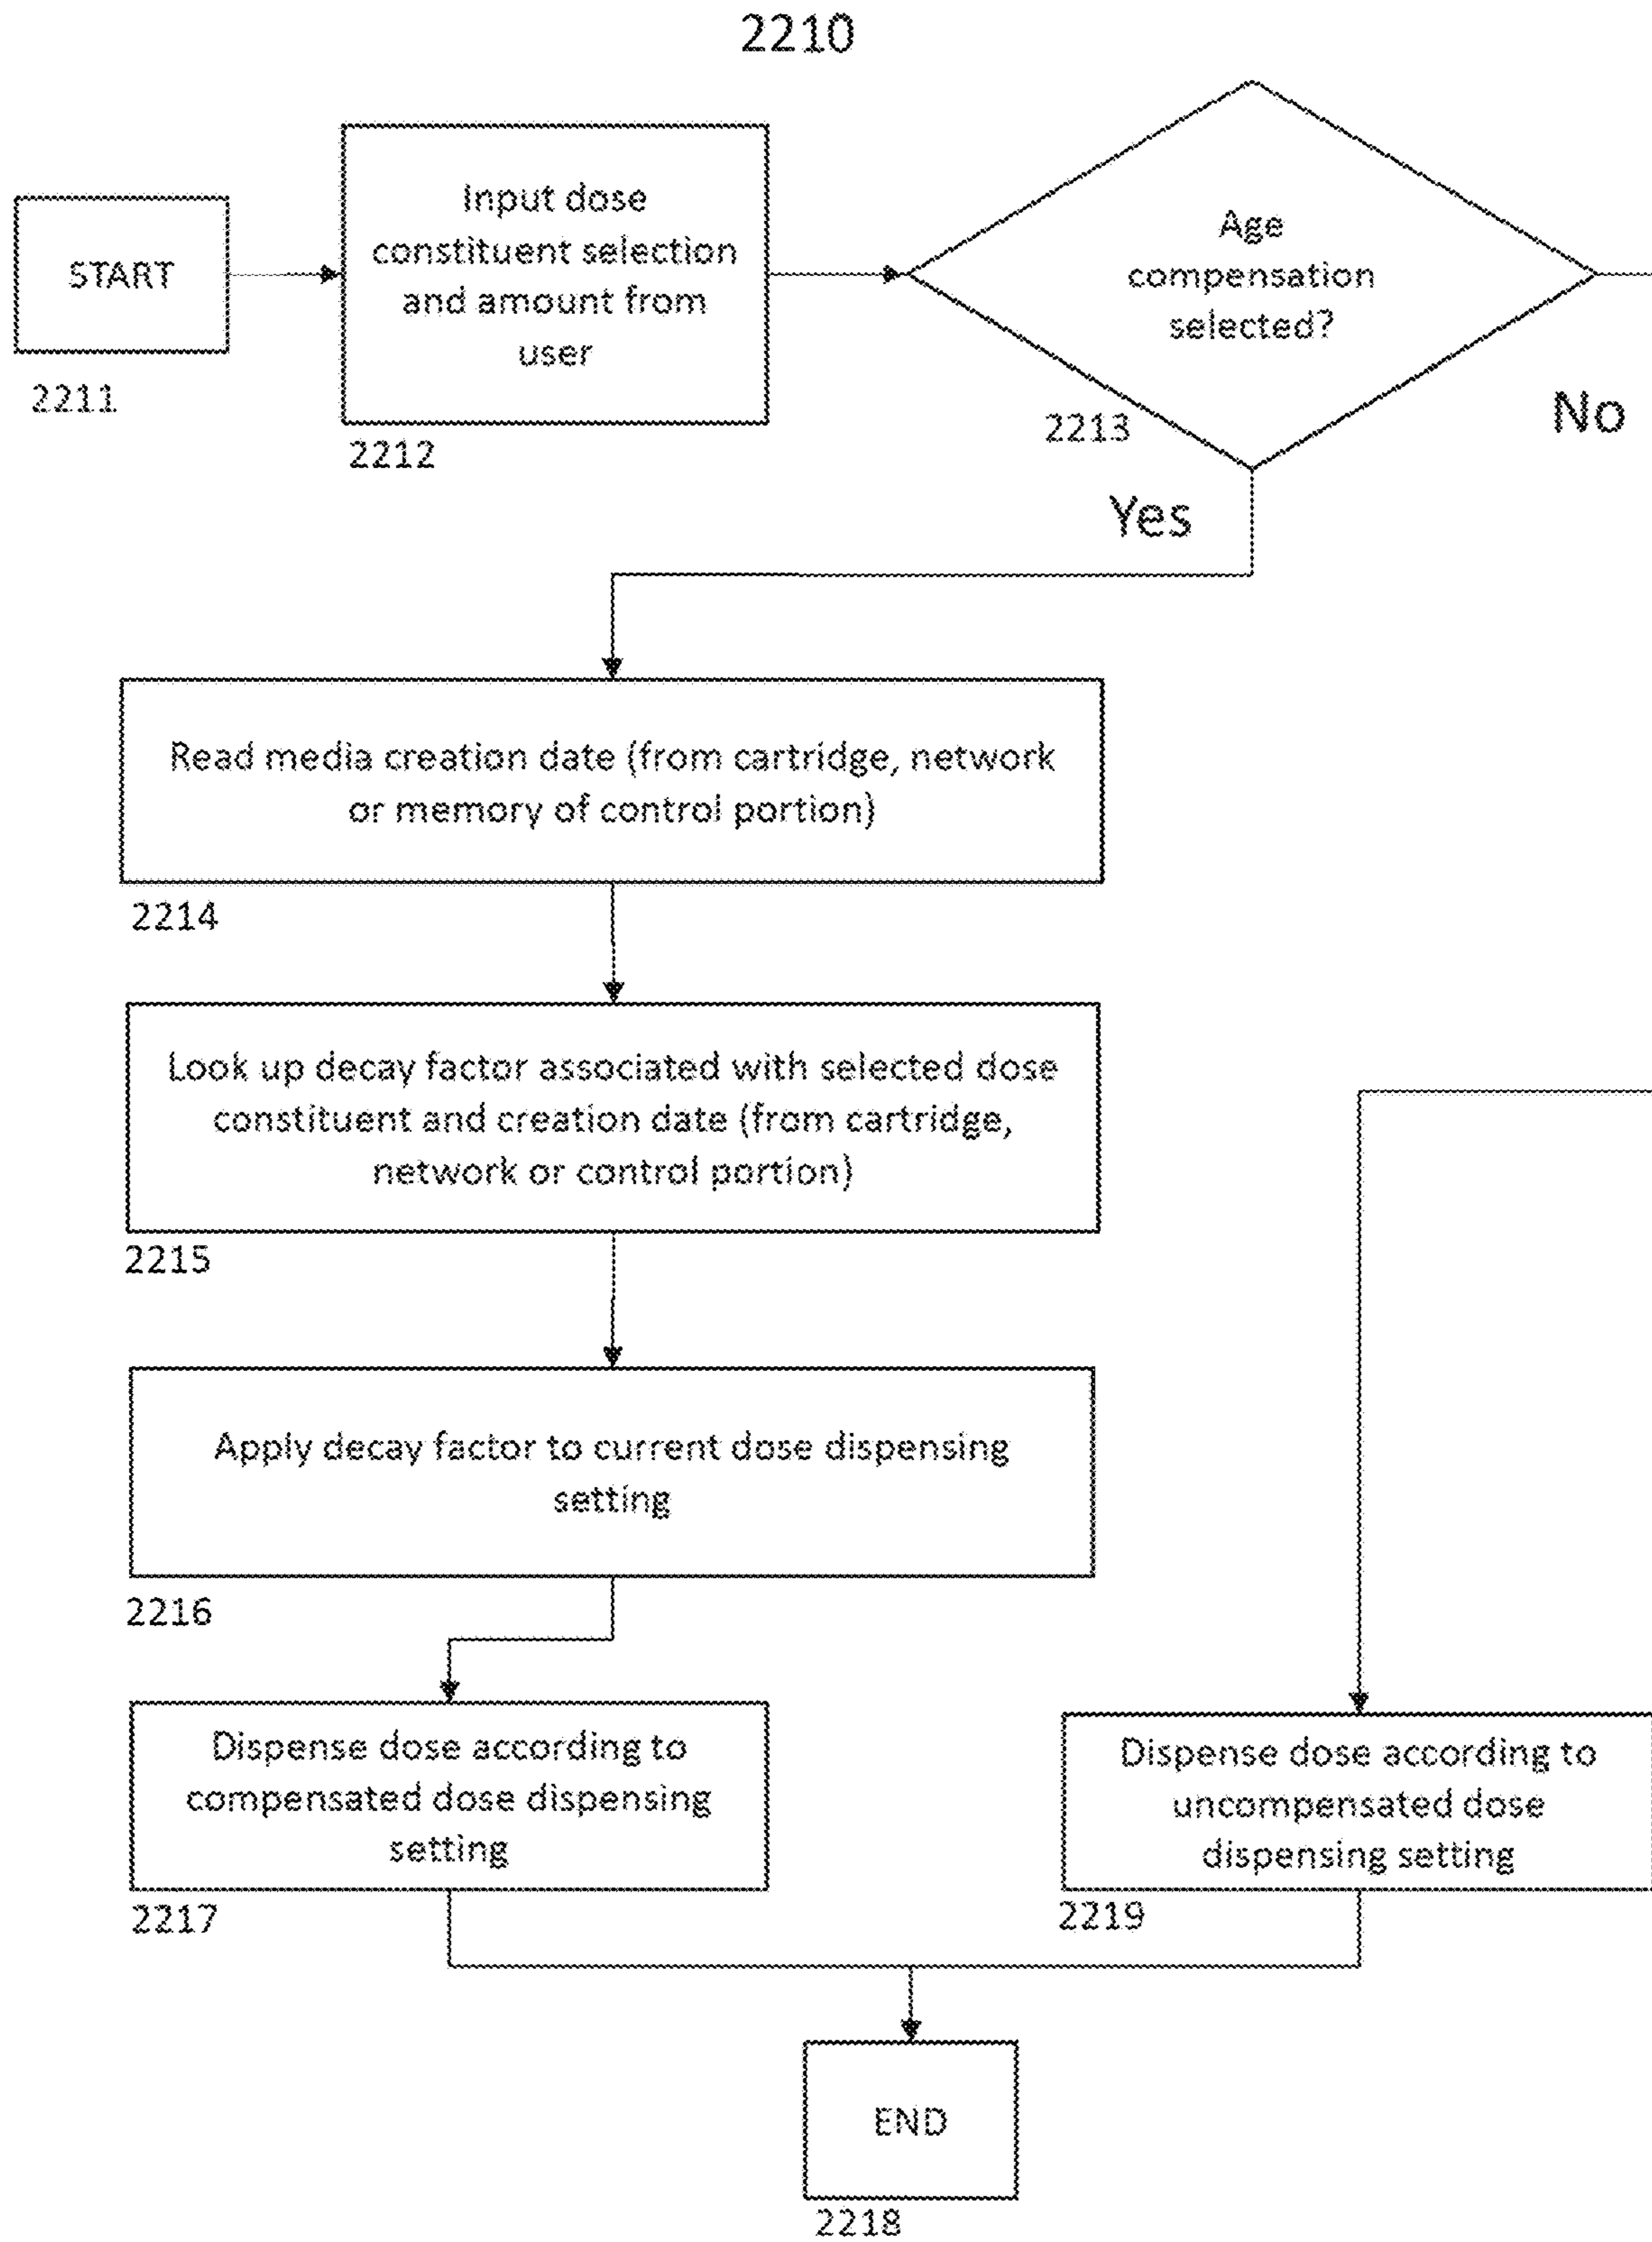 2210
START
2211
Input dose
constituent selection
and amount from
user
2212
Age
compensation
selected?
2213
No
Yes
Read media creation date (from cartridge, network
or memory of control portion)
2214
Look up decay factor associated with selected dose
constituent and creation date (from cartridge,
network or control portion)
2215
Apply decay factor to current dose dispensing
setting
2216
Dispense dose according to
compensated dose dispensing
setting
2217
Dispense dose according to
uncompensated dose
dispensing setting
2219
END
2218